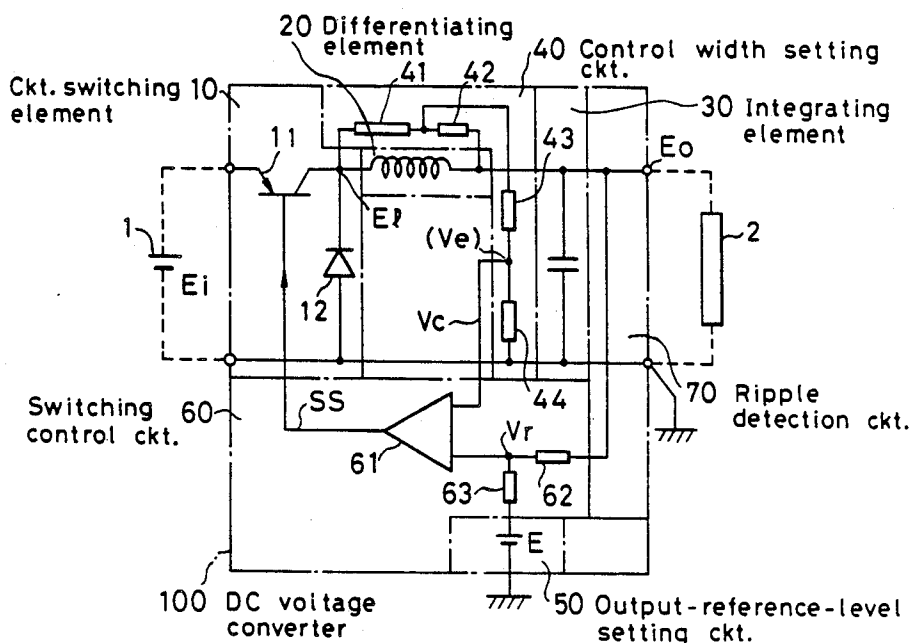 20 Differentiating
element
40 Control width setting
ckt.
10
41 42
Ckt. switching
element
30 Integrating
element
11
Eo
43
1
El
(Ve)
2
Ei
12
Vc
44
70 Ripple
detection ckt.
Switching
control ckt.
60
SS
61
Vr
63
62
E
100 DC voltage
converter
50 Output-reference-level
setting ckt.